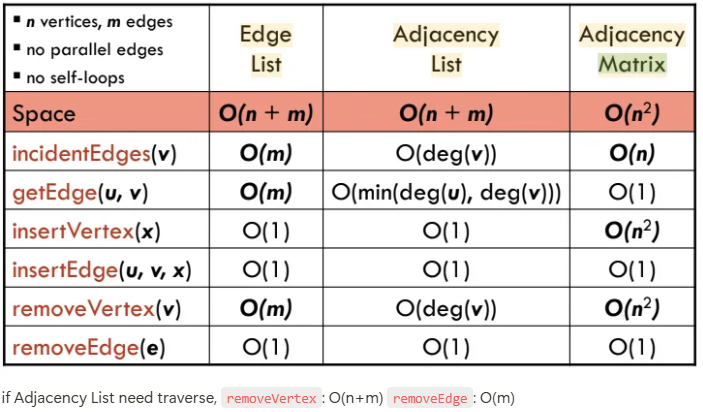 ▪ n vertices, m edges
▪ no parallel edges
▪ no self-loops
Edge List
Adjacency List
Adjacency Matrix
Space O(n + m) O(n + m) O(n²)
incidentEdges(v) O(m) O(deg(v)) O(n)
getEdge(u, v) O(m) O(min(deg(u), deg(v))) O(1)
insertVertex(x) O(1) O(1) O(n²)
insertEdge(u, v, x) O(1) O(1) O(1)
removeVertex(v) O(m) O(deg(v)) O(n²)
removeEdge(e) O(1) O(1) O(1)
if Adjacency List need traverse, removeVertex : O(n+m) removeEdge : O(m)